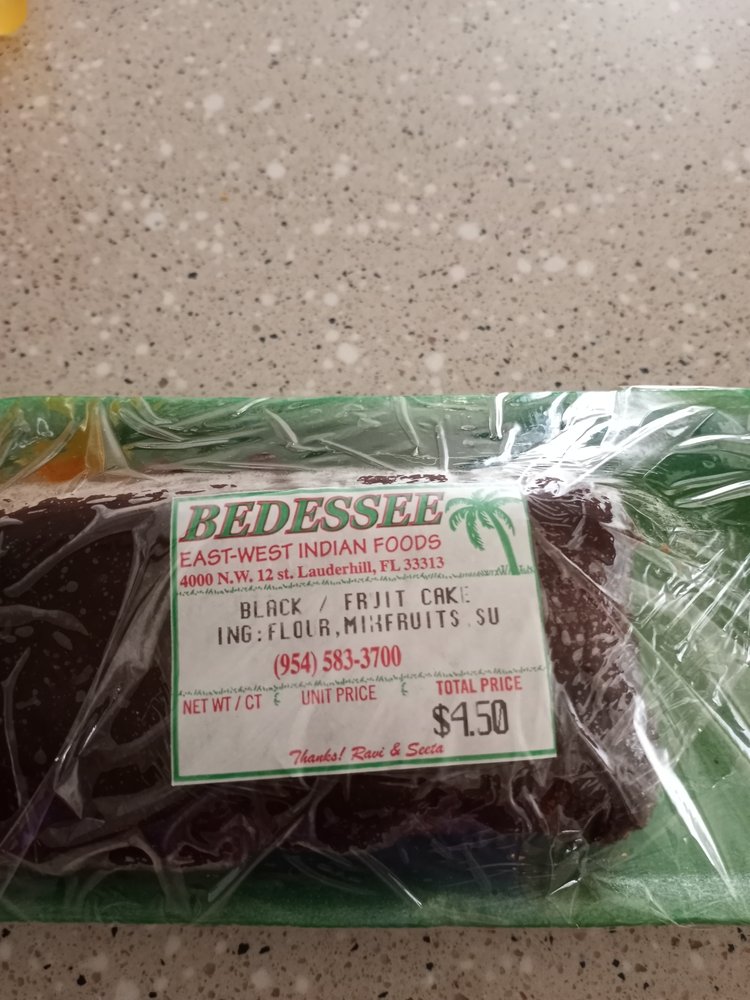 BEDESSEE
EAST-WEST INDIAN FOODS
4000 N.W. 12 st. Lauderhill, FL 33313
BLACK / FRUIT CAKE
ING:FLOUR,MIXFRUITS,SU
(954) 583-3700
NET WT / CT UNIT PRICE TOTAL PRICE
$4.50
Thanks! Ravi & Seeta